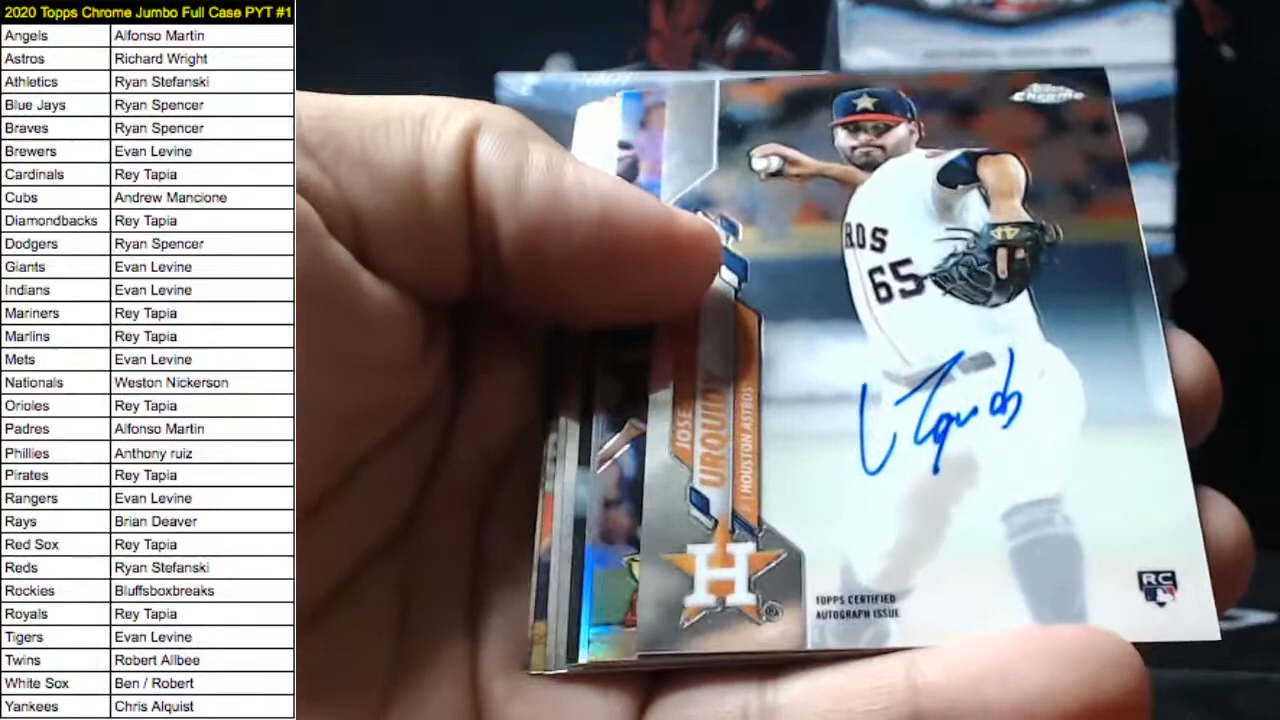 2020 Topps Chrome Jumbo Full Case PYT #1
Angels Alfonso Martin
Astros Richard Wright
Athletics Ryan Stefanski
Blue Jays Ryan Spencer
Braves Ryan Spencer
Brewers Evan Levine
Cardinals Rey Tapia
Cubs Andrew Mancione
Diamondbacks Rey Tapia
Dodgers Ryan Spencer
Giants Evan Levine
Indians Evan Levine
Mariners Rey Tapia
Marlins Rey Tapia
Mets Evan Levine
Nationals Weston Nickerson
Orioles Rey Tapia
Padres Alfonso Martin
Phillies Anthony ruiz
Pirates Rey Tapia
Rangers Evan Levine
Rays Brian Deaver
Red Sox Rey Tapia
Reds Ryan Stefanski
Rockies Bluffsboxbreaks
Royals Rey Tapia
Tigers Evan Levine
Twins Robert Allbee
White Sox Ben / Robert
Yankees Chris Alquist
Topps
Chrome
ROS
65
JOSE
URQUIDY
HOUSTON ASTROS
H
TOPPS CERTIFIED
AUTOGRAPH ISSUE
RC